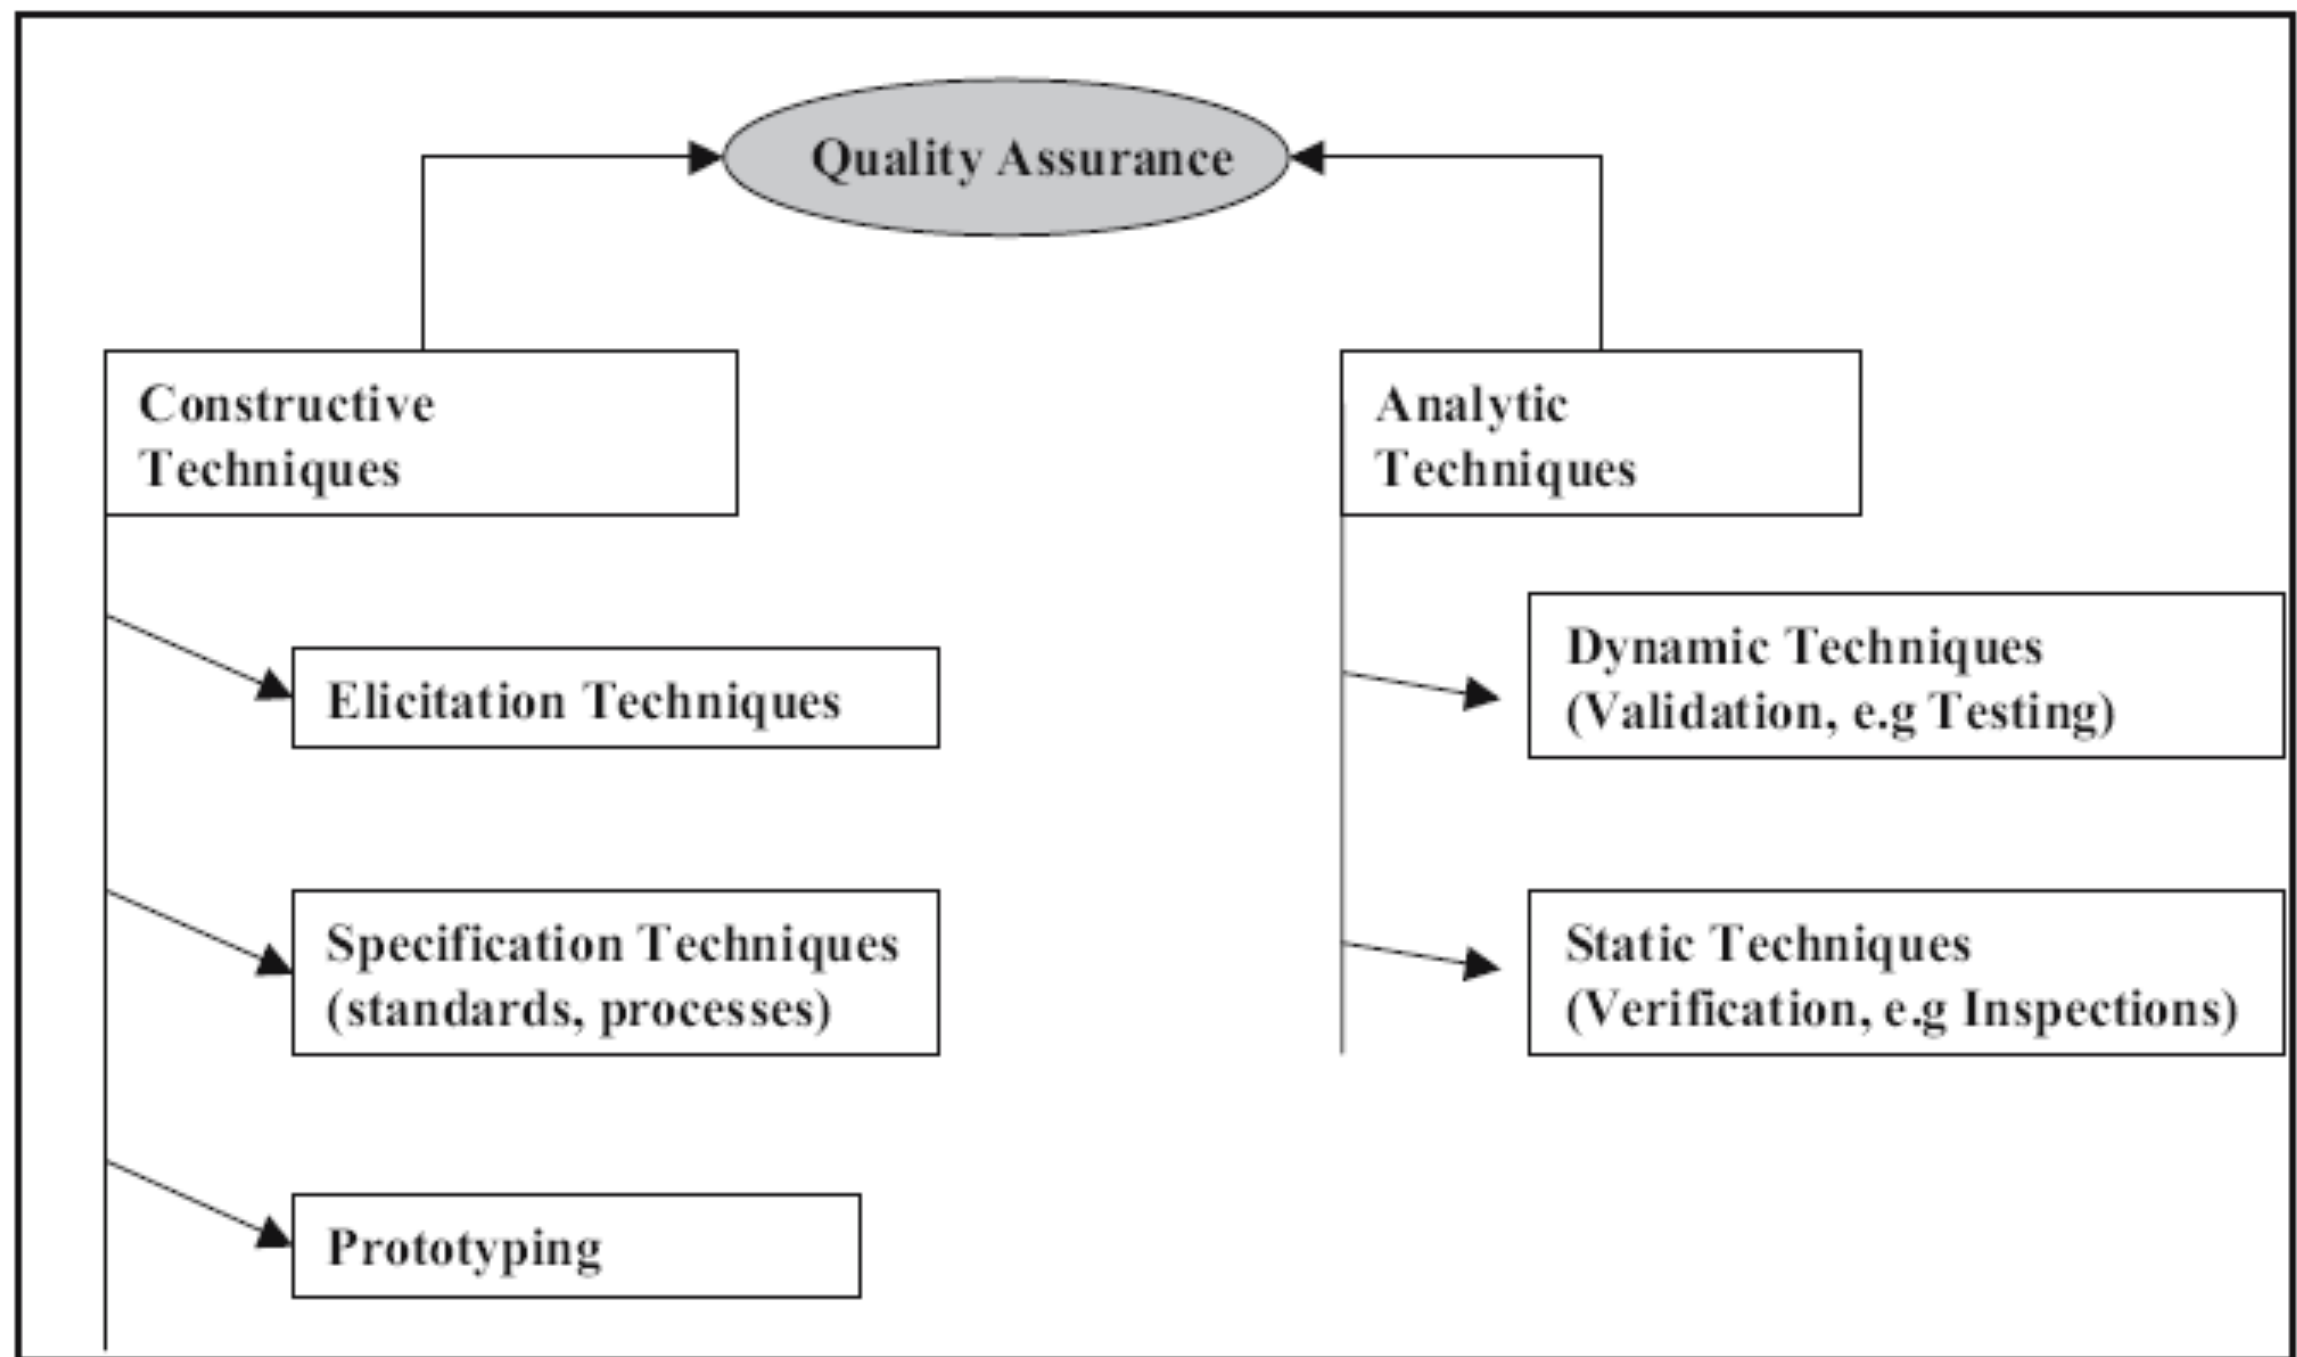 Quality Assurance
Constructive
Techniques
Elicitation Techniques
Specification Techniques
(standards, processes)
Prototyping
Analytic
Techniques
Dynamic Techniques
(Validation, e.g Testing)
Static Techniques
(Verification, e.g Inspections)